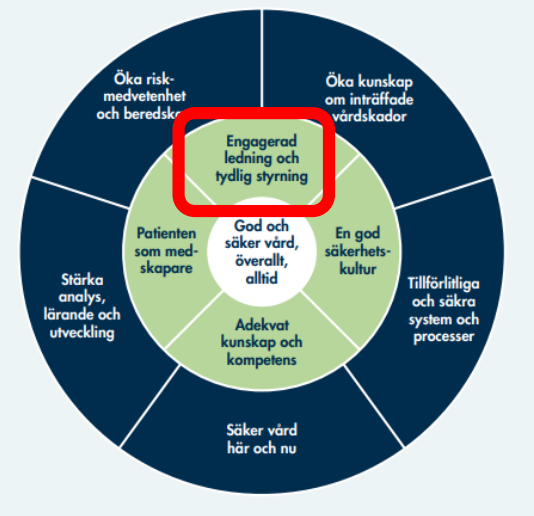 Öka risk-
medvetenhet
och beredska
Öka kunskap
om inträffade
vårdskador
Engagerad
ledning och
tydlig styrning
Patienten
som med-
skapare
God och
säker vård,
överallt,
alltid
En god
säkerhets-
kultur
Stärka
analys,
lärande och
utveckling
Tillförlitliga
och säkra
system och
processer
Adekvat
kunskap och
kompetens
Säker vård
här och nu